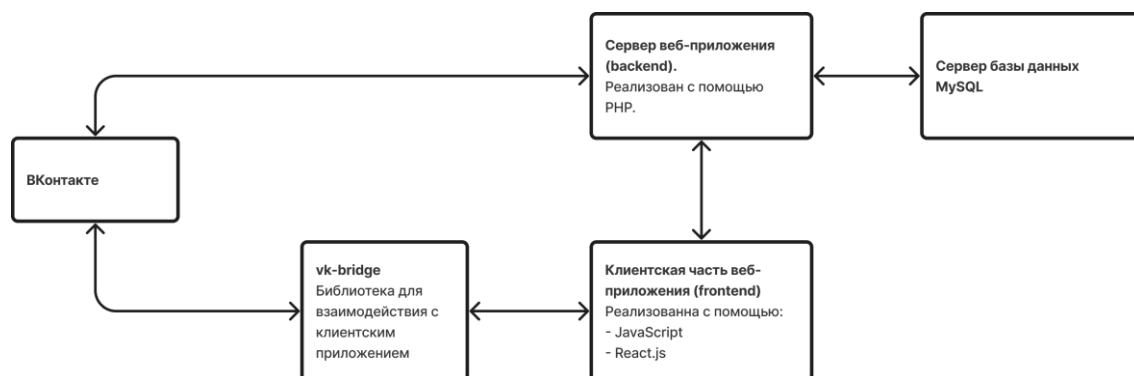 Сервер веб-приложения
(backend).
Реализован с помощью
PHP.
Сервер базы данных
MySQL
ВКонтакте
vk-bridge
Библиотека для
взаимодействия с
клиентским
приложением
Клиентская часть веб-
приложения (frontend)
Реализованна с помощью:
- JavaScript
- React.js